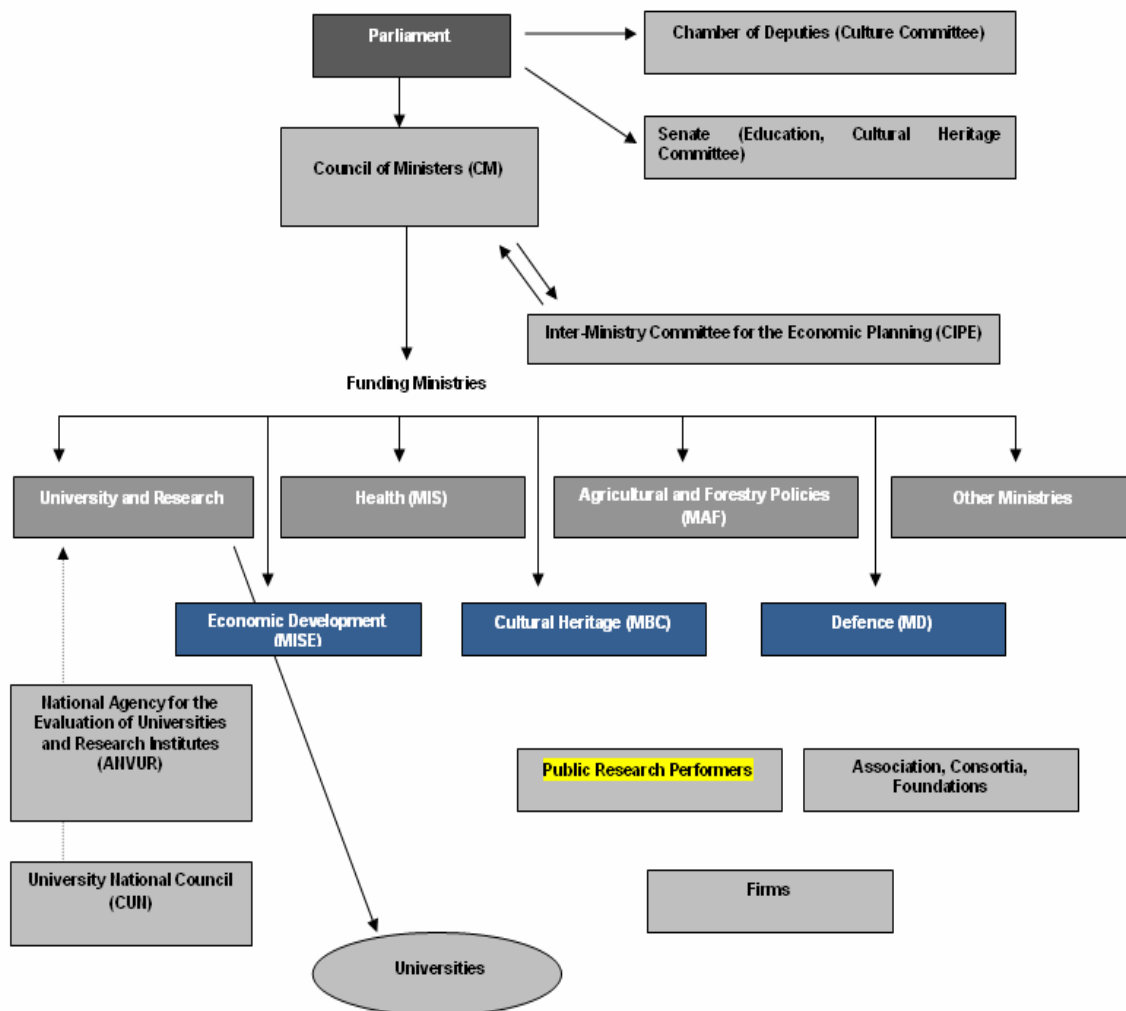 Parliament
Chamber of Deputies (Culture Committee)
Senate (Education, Cultural Heritage
Committee)
Council of Ministers (CM)
Inter-Ministry Committee for the Economic Planning (CIPE)
Funding Ministries
University and Research
Health (MIS)
Agricultural and Forestry Policies
(MAF)
Other Ministries
Economic Development
(MISE)
Cultural Heritage (MBC)
Defence (MD)
National Agency for the
Evaluation of Universities
and Research Institutes
(ANVUR)
Public Research Performers
Association, Consortia,
Foundations
University National Council
(CUN)
Firms
Universities